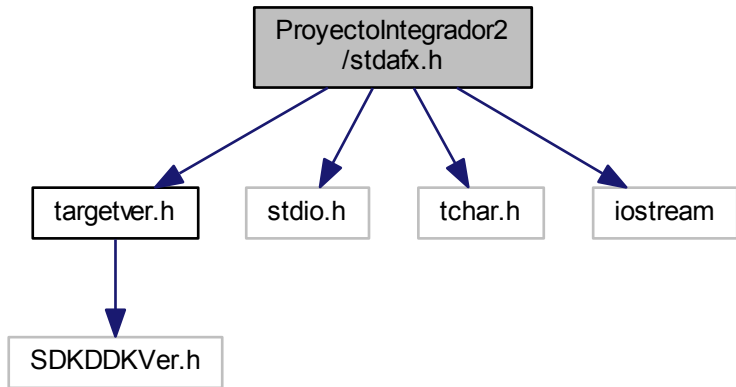 ProyectoIntegrador2
/stdafx.h
targetver.h
stdio.h
tchar.h
iostream
SDKDDKVer.h